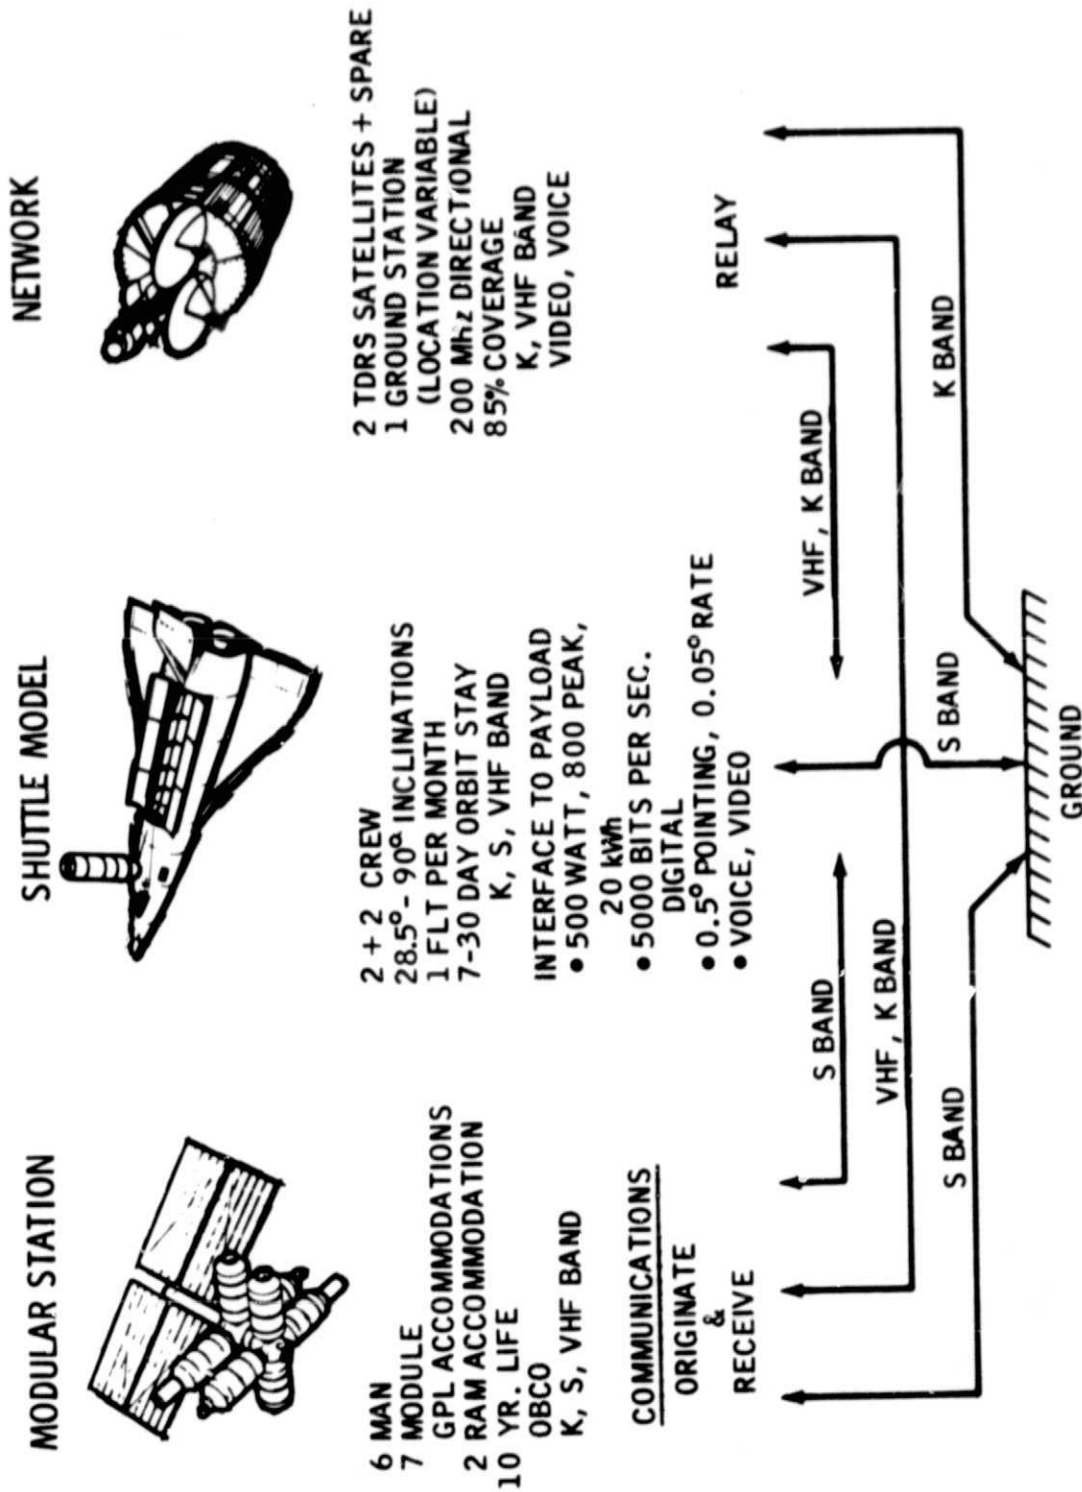 MODULAR STATION
6 MAN
7 MODULE
GPL ACCOMMODATIONS
2 RAM ACCOMMODATION
10 YR. LIFE
OBCO
K, S, VHF BAND
SHUTTLE MODEL
2 + 2 CREW
28.5° - 90° INCLINATIONS
1 FLT PER MONTH
7-30 DAY ORBIT STAY
K, S, VHF BAND
INTERFACE TO PAYLOAD
• 500 WATT, 800 PEAK,
20 kWh
• 5000 BITS PER SEC.
DIGITAL
• 0.5° POINTING, 0.05° RATE
• VOICE, VIDEO
NETWORK
2 TDRS SATELLITES + SPARE
1 GROUND STATION
(LOCATION VARIABLE)
200 Mhz DIRECTIONAL
85% COVERAGE
K, VHF BAND
VIDEO, VOICE
COMMUNICATIONS
ORIGINATE
&
RECEIVE
RELAY
S BAND
VHF, K BAND
VHF, K BAND
S BAND
S BAND
K BAND
GROUND